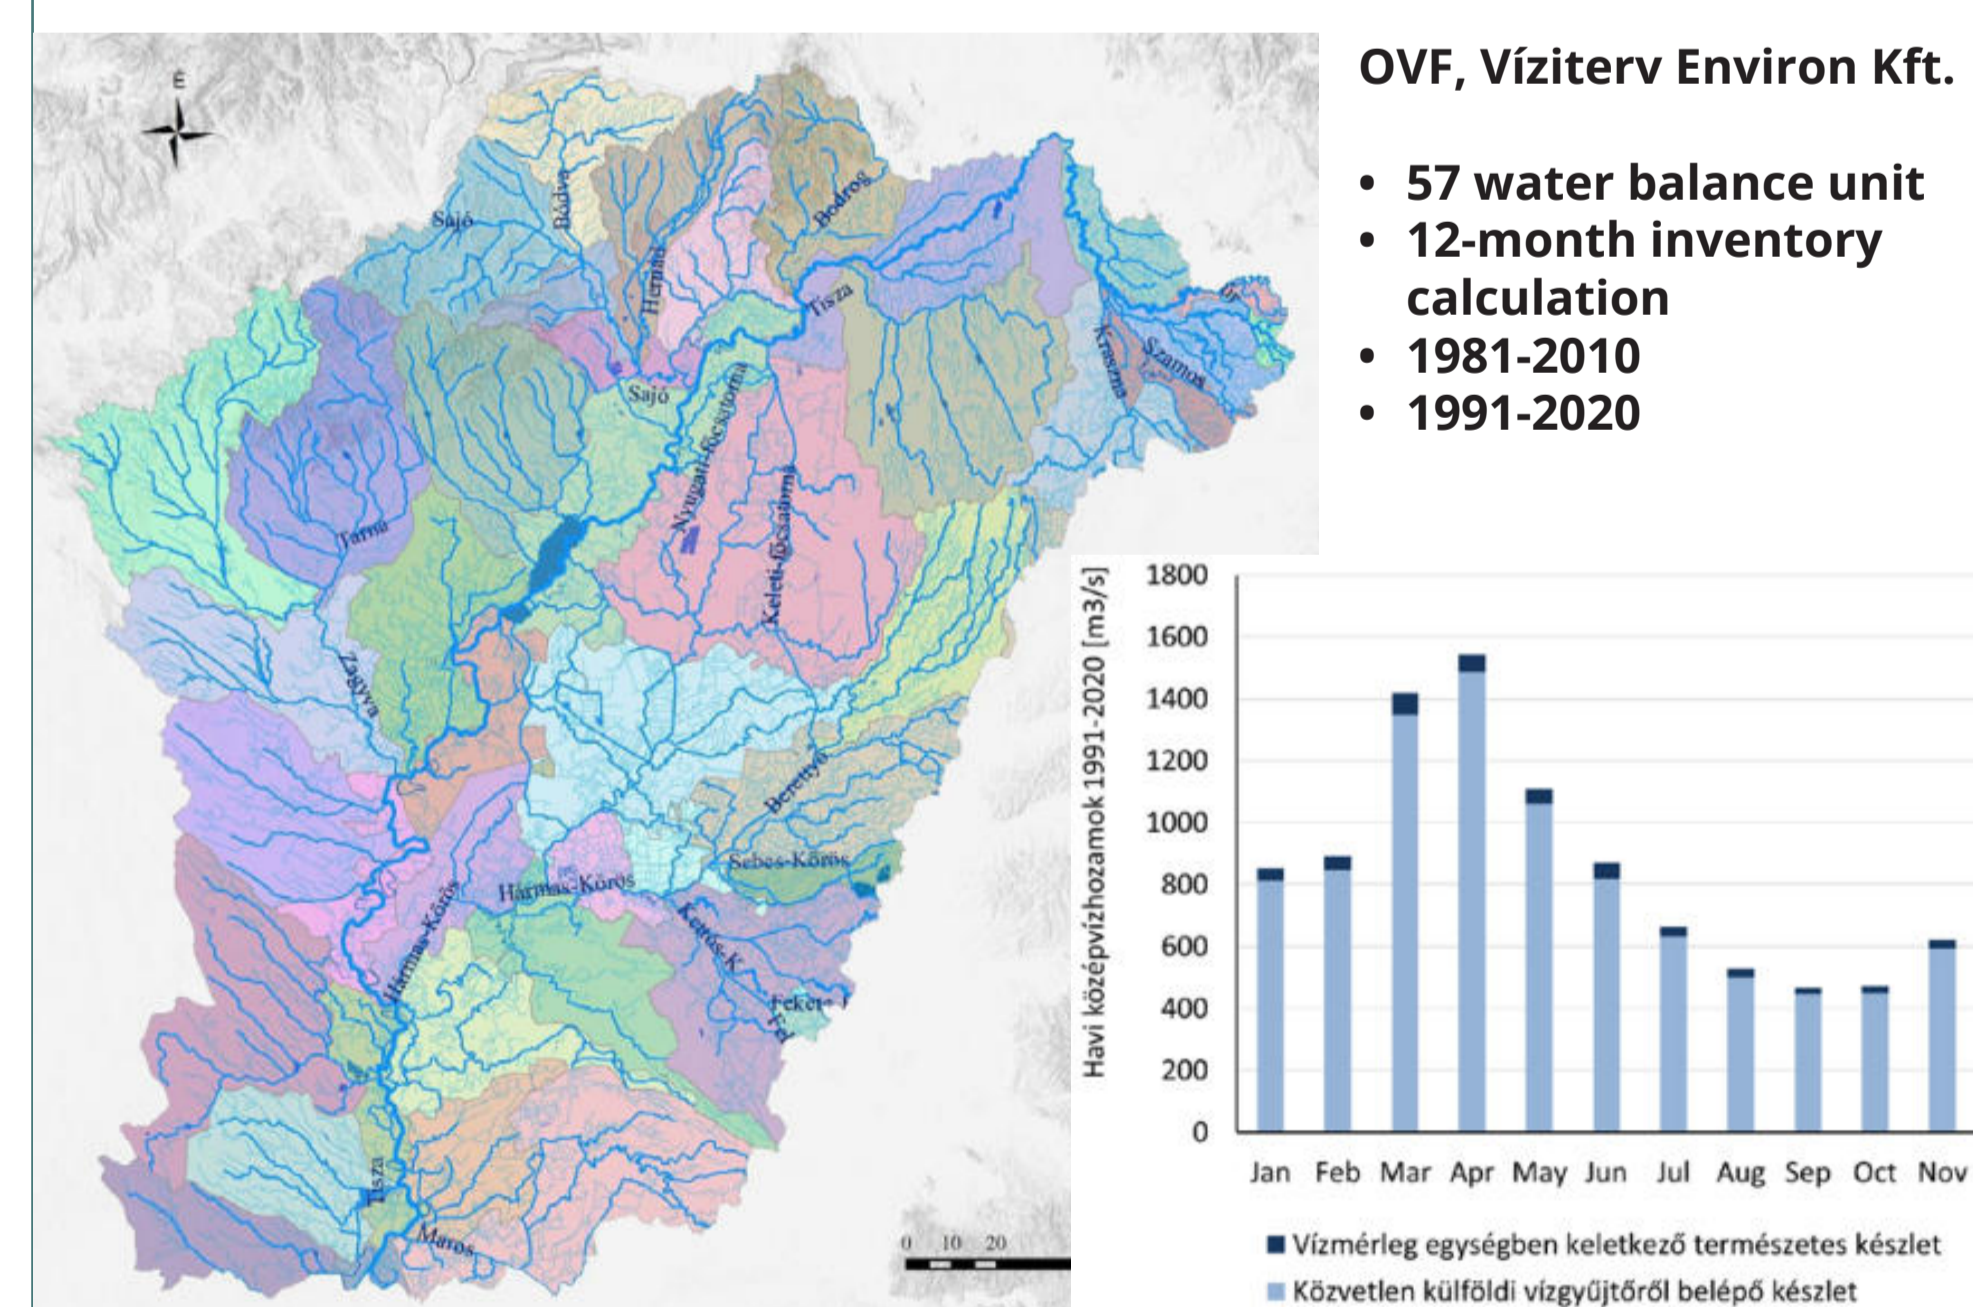 OVF, Víziterv Environ Kft.
• 57 water balance unit
• 12-month inventory
calculation
• 1981-2010
• 1991-2020
É
Sajó
Bódva
Hernád
Bodrog
Tisza
Kraszna
Szamos
Sajó
Nyugati-főcsatorna
Keleti-főcsatorna
Tarna
Zagyva
Berettyó
Sebes-Körös
Hármas-Körös
Hármas-Körös
Kettős-K
Feket
Tisza
Maros
0 10 20
Havi középvízhozamok 1991-2020 [m3/s]
1800
1600
1400
1200
1000
800
600
400
200
0
Jan Feb Mar Apr May Jun Jul Aug Sep Oct Nov
Vízmérleg egységben keletkező természetes készlet
Közvetlen külföldi vízgyűjtőről belépő készlet